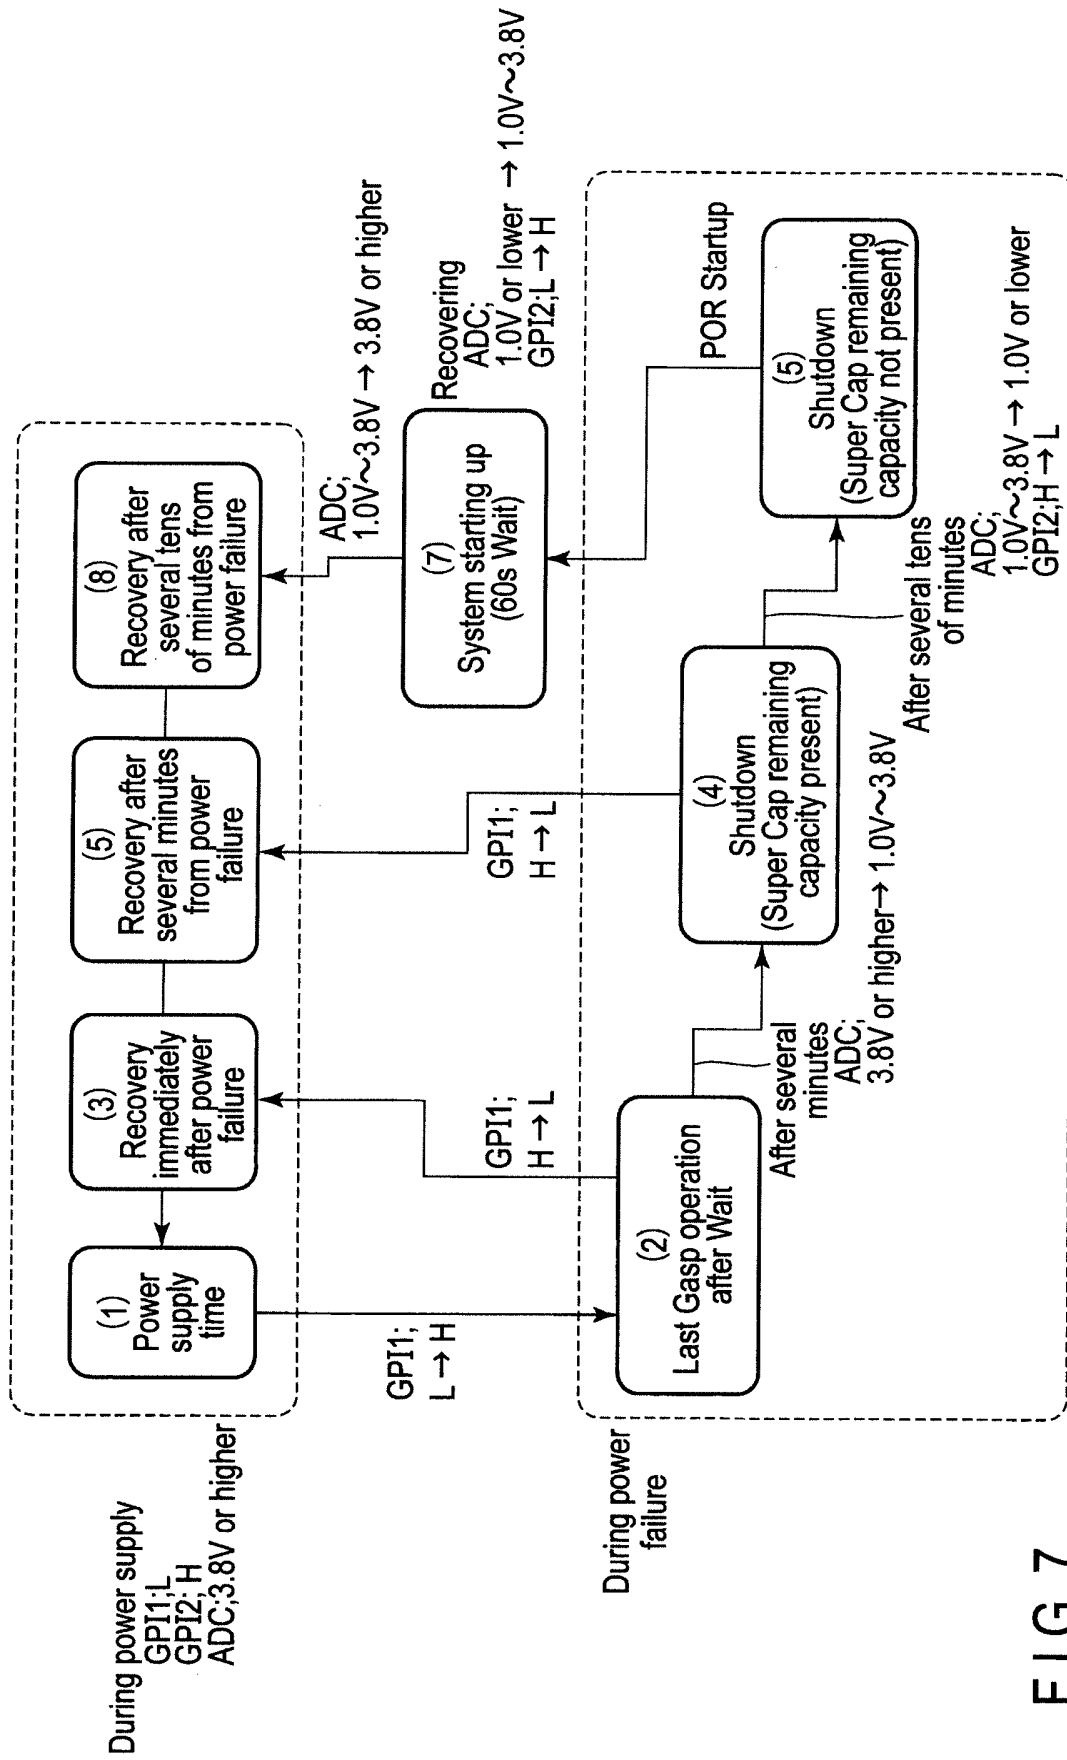 During power supply
GPI1;L
GPI2; H
ADC;3.8V or higher
(1)
Power
supply
time
(3)
Recovery
immediately
after power
failure
(5)
Recovery after
several minutes
from power
failure
(8)
Recovery after
several tens
of minutes from
power failure
GPI1;
L→H
GPI1;
H→L
GPI1;
H→L
ADC;
1.0V~3.8V→3.8V or higher
(7)
System starting up
(60s Wait)
Recovering
ADC;
1.0V or lower → 1.0V~3.8V
GPI2;L→H
POR Startup
During power
failure
(2)
Last Gasp operation
after Wait
After several
minutes
ADC;
3.8V or higher→ 1.0V~3.8V
(4)
Shutdown
(Super Cap remaining
capacity present)
After several tens
of minutes
ADC;
1.0V~3.8V→1.0V or lower
GPI2;H→L
(5)
Shutdown
(Super Cap remaining
capacity not present)
FIG 7